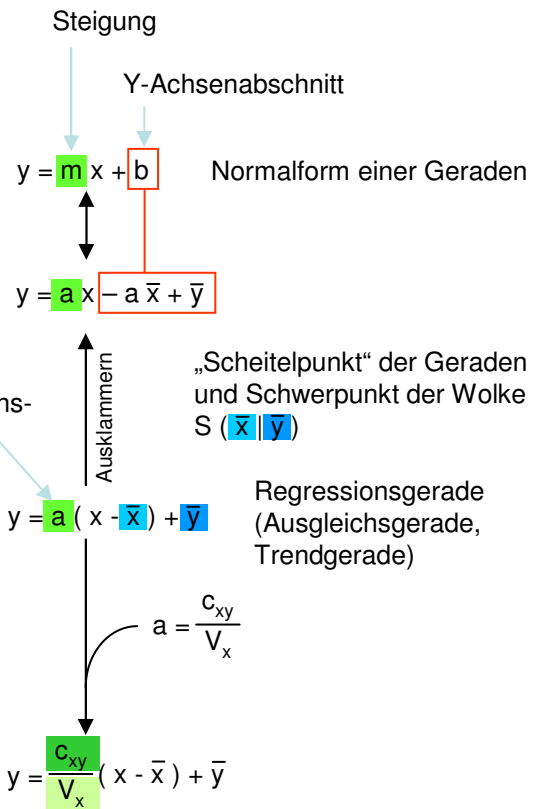 Steigung
Y-Achsenabschnitt
y = m x + b
Normalform einer Geraden
y = a x – a x̅ + y̅
Ausklammern
„Scheitelpunkt“ der Geraden
und Schwerpunkt der Wolke
S ( x̅ | y̅ )
ns-
y = a ( x - x̅ ) + y̅
Regressionsgerade
(Ausgleichsgerade,
Trendgerade)
a = c_xy / V_x
y = c_xy / V_x ( x - x̅ ) + y̅